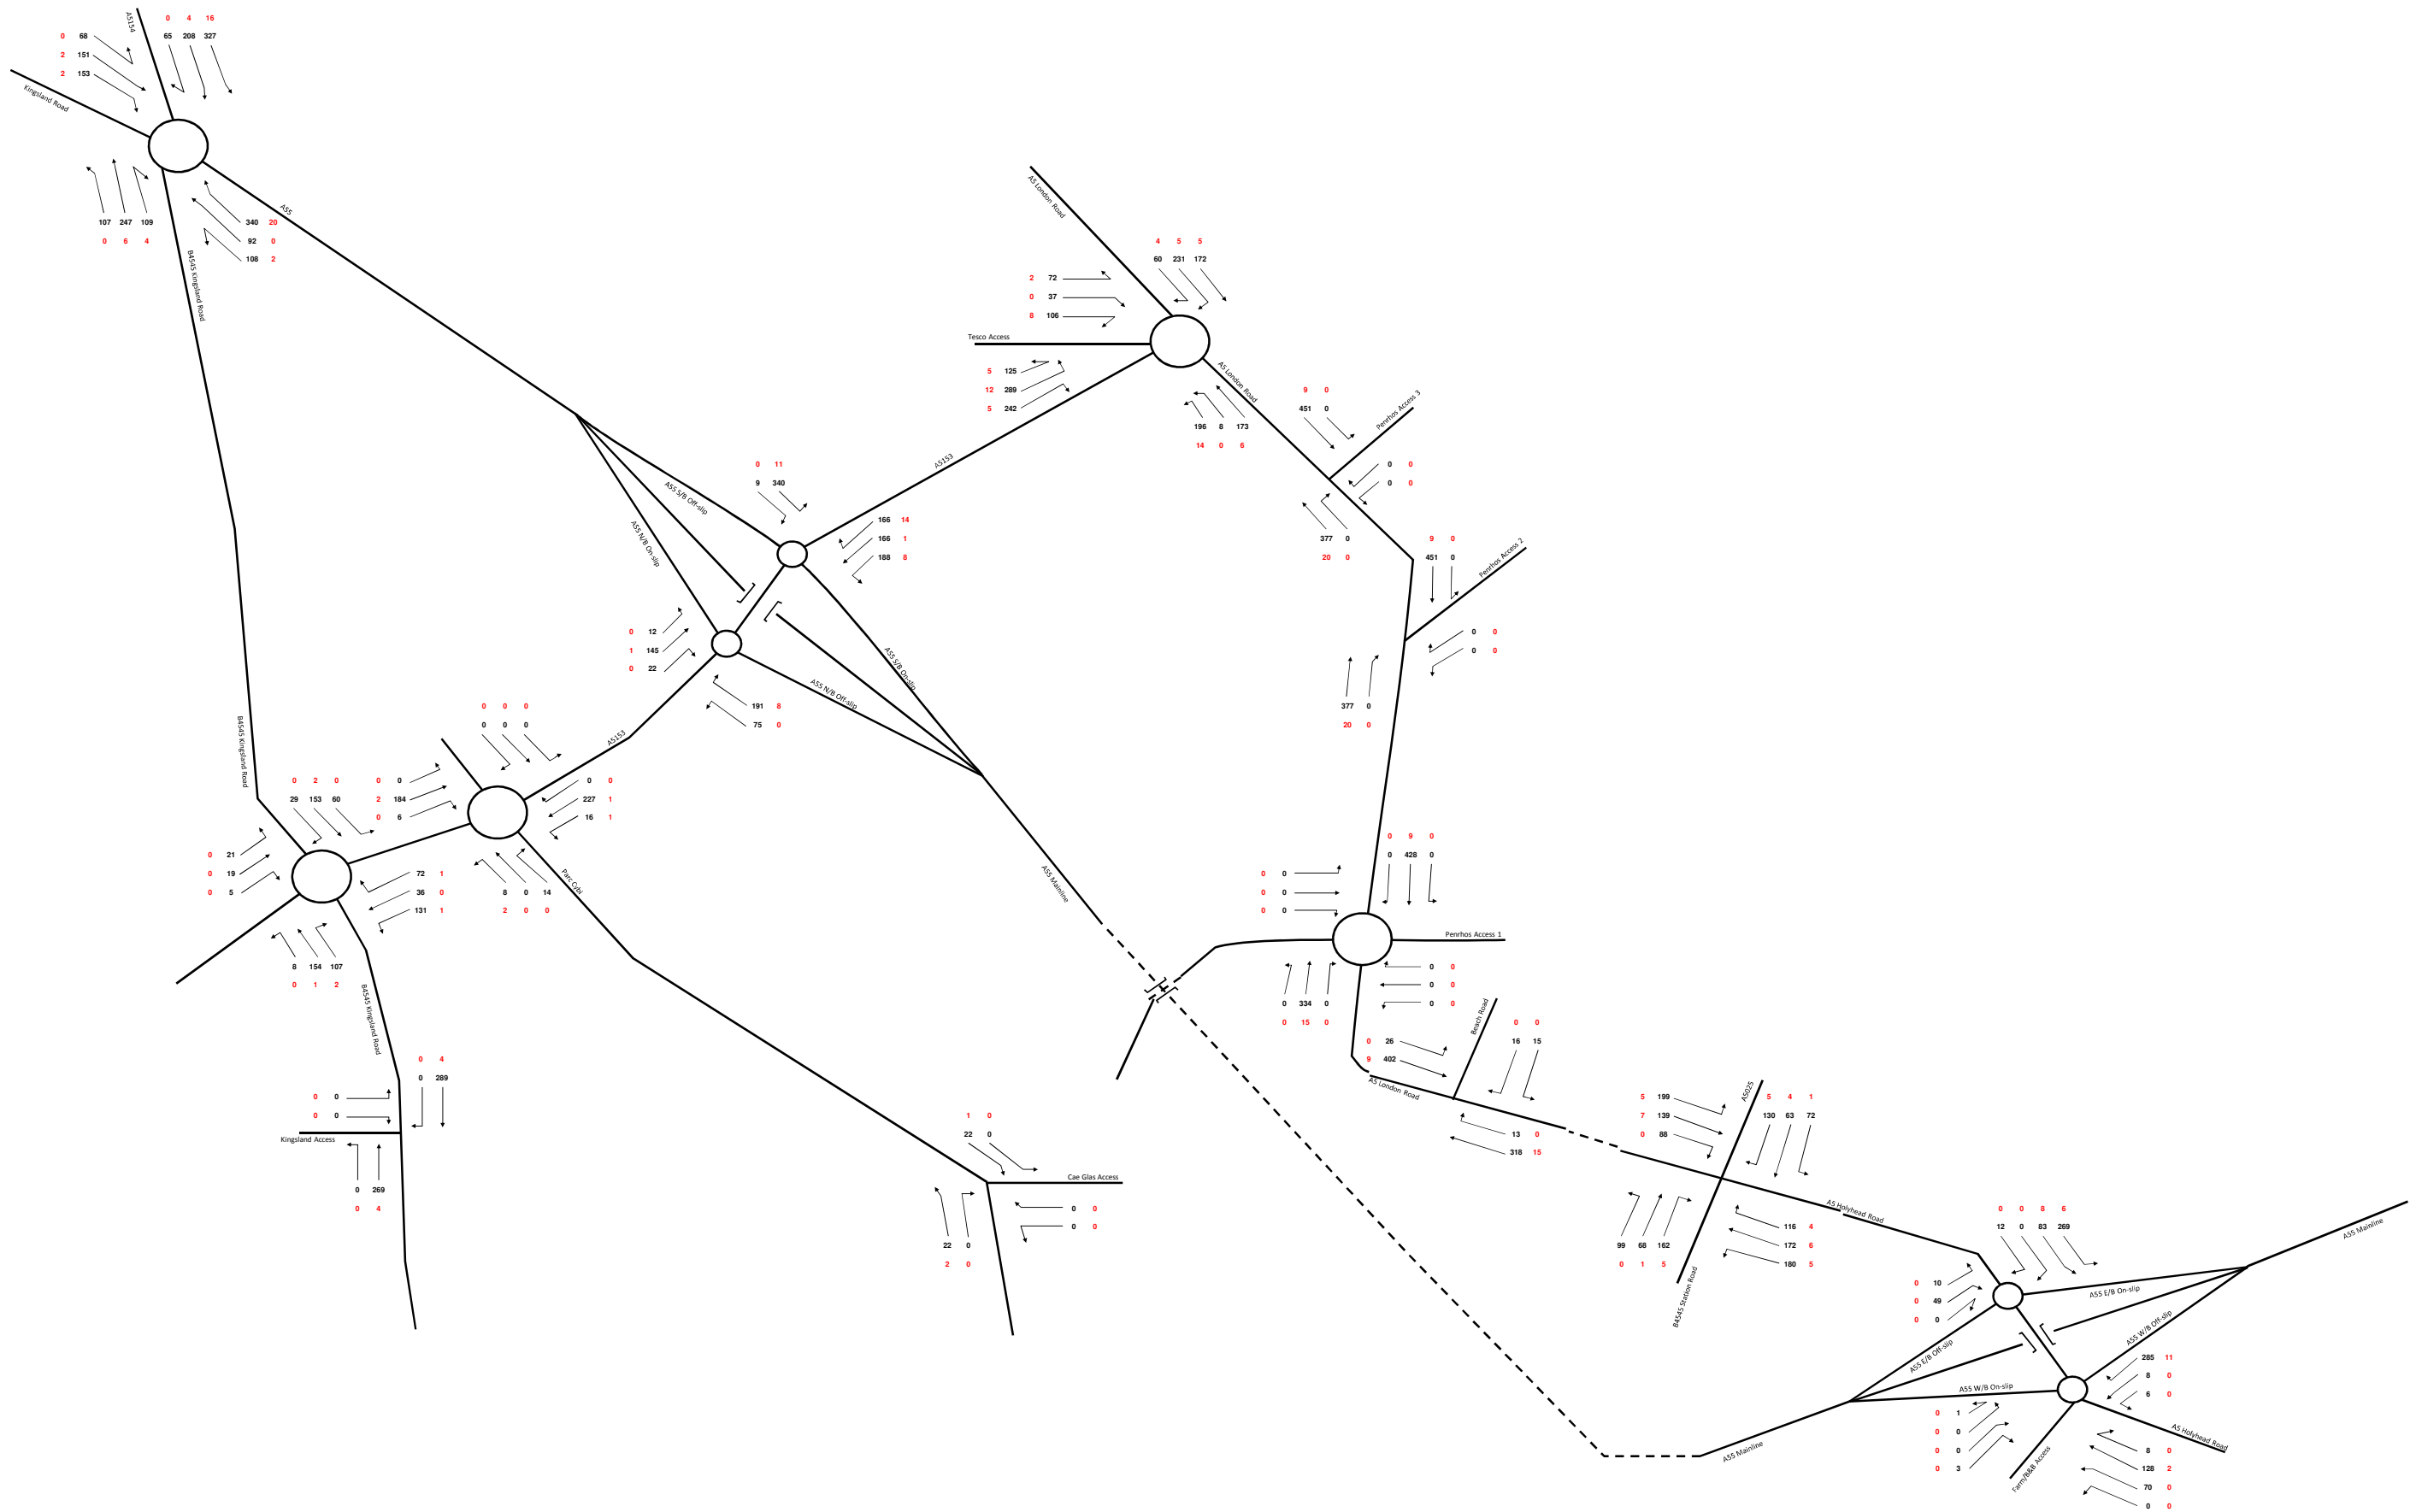 A5154
0 4 16
0 68 65 208 327
2 151
2 153
Kingsland Road
107 247 109
0 6 4
340 20
92 0
108 2
A55
B4545 Kingsland Road
A5 London Road
4 5 5
60 231 172
2 72
0 37
8 106
Tesco Access
5 125
12 289
5 242
A5 London Road
196 8 173
14 0 6
9 0
451 0
Penrhos Access 3
0 0
0 0
377 0
20 0
A5153
0 11
9 340
A55 S/B Off-slip
A55 N/B On-slip
166 14
166 1
188 8
9 0
451 0
Penrhos Access 2
0 0
0 0
377 0
20 0
0 12
1 145
0 22
191 8
75 0
A55 S/B On-slip
A55 N/B Off-slip
0 0 0
0 0 0
A5153
B4545 Kingsland Road
0 2 0
29 153 60
0 0
2 184
0 6
0 0
227 1
16 1
8 0 14
2 0 0
Parc Cybi
0 21
0 19
0 5
72 1
36 0
131 1
8 154 107
0 1 2
B4545 Kingsland Road
A55 Mainline
0 9 0
0 428 0
0 0
0 0
0 0
Penrhos Access 1
0 0
0 0
0 0
0 334 0
0 15 0
0 26
9 402
Beach Road
0 0
16 15
A5 London Road
13 0
318 15
0 4
0 289
0 0
0 0
Kingsland Access
0 269
0 4
1 0
22 0
Cae Glas Access
0 0
0 0
22 0
2 0
5 199
7 139
0 88
A5025
5 4 1
130 63 72
99 68 162
0 1 5
116 4
172 6
180 5
B4545 Station Road
A5 Holyhead Road
0 0 8 6
12 0 83 269
A55 Mainline
0 10
0 49
0 0
A55 E/B On-slip
A55 E/B Off-slip
A55 W/B Off-slip
A55 W/B On-slip
285 11
8 0
6 0
0 1
0 0
0 0
0 3
A55 Mainline
Farm/B&B Access
A5 Holyhead Road
8 0
128 2
70 0
0 0